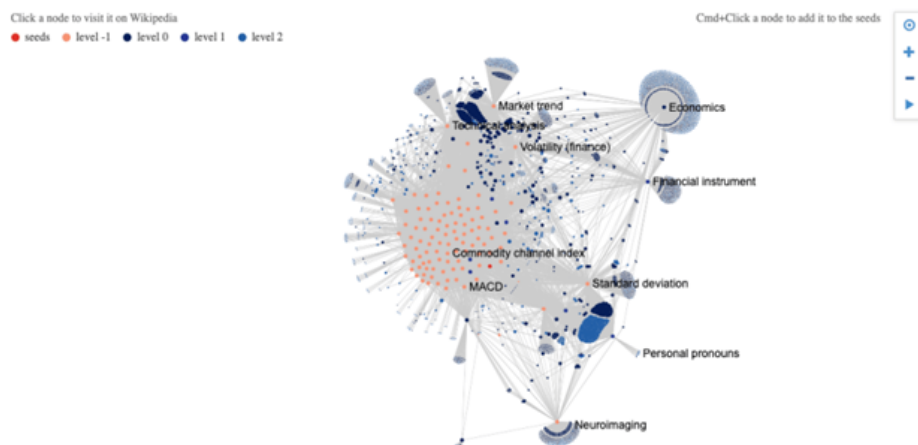 Click a node to visit it on Wikipedia
Cmd+Click a node to add it to the seeds
seeds level -1 level 0 level 1 level 2
Market trend
Economics
Technical analysis
Volatility (finance)
Financial instrument
Commodity channel index
Standard deviation
MACD
Personal pronouns
Neuroimaging